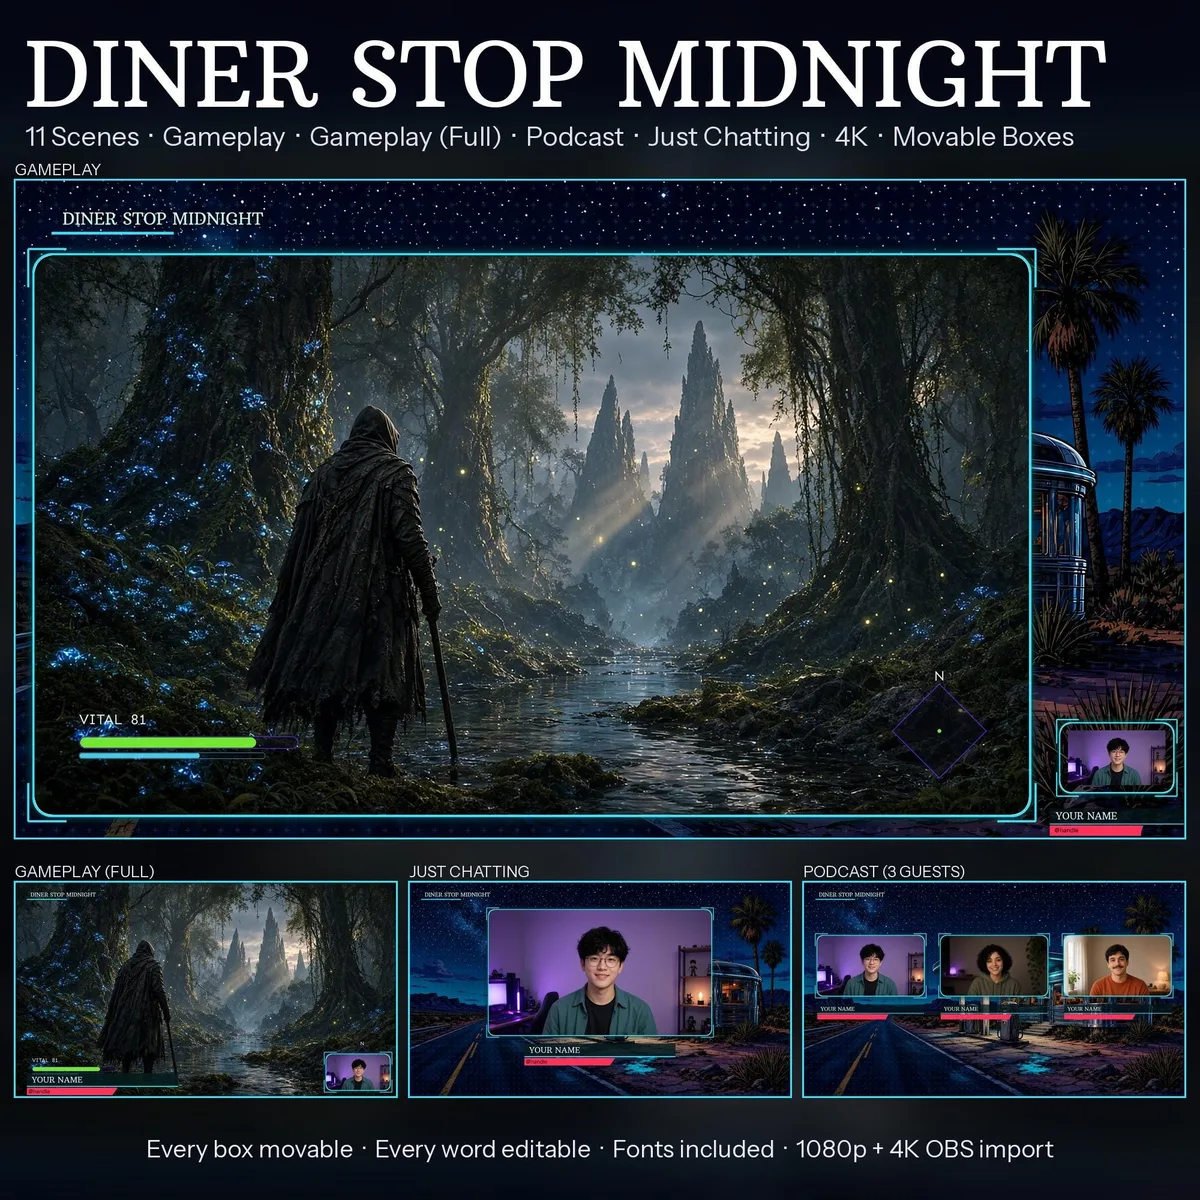 DINER STOP MIDNIGHT
11 Scenes · Gameplay · Gameplay (Full) · Podcast · Just Chatting · 4K · Movable Boxes
GAMEPLAY
DINER STOP MIDNIGHT
N
VITAL 81
YOUR NAME
@handle
GAMEPLAY (FULL)
JUST CHATTING
PODCAST (3 GUESTS)
DINER STOP MIDNIGHT
DINER STOP MIDNIGHT
DINER STOP MIDNIGHT
N
VITAL 81
YOUR NAME
@handle
YOUR NAME
@handle
YOUR NAME
YOUR NAME
YOUR NAME
Every box movable · Every word editable · Fonts included · 1080p + 4K OBS import